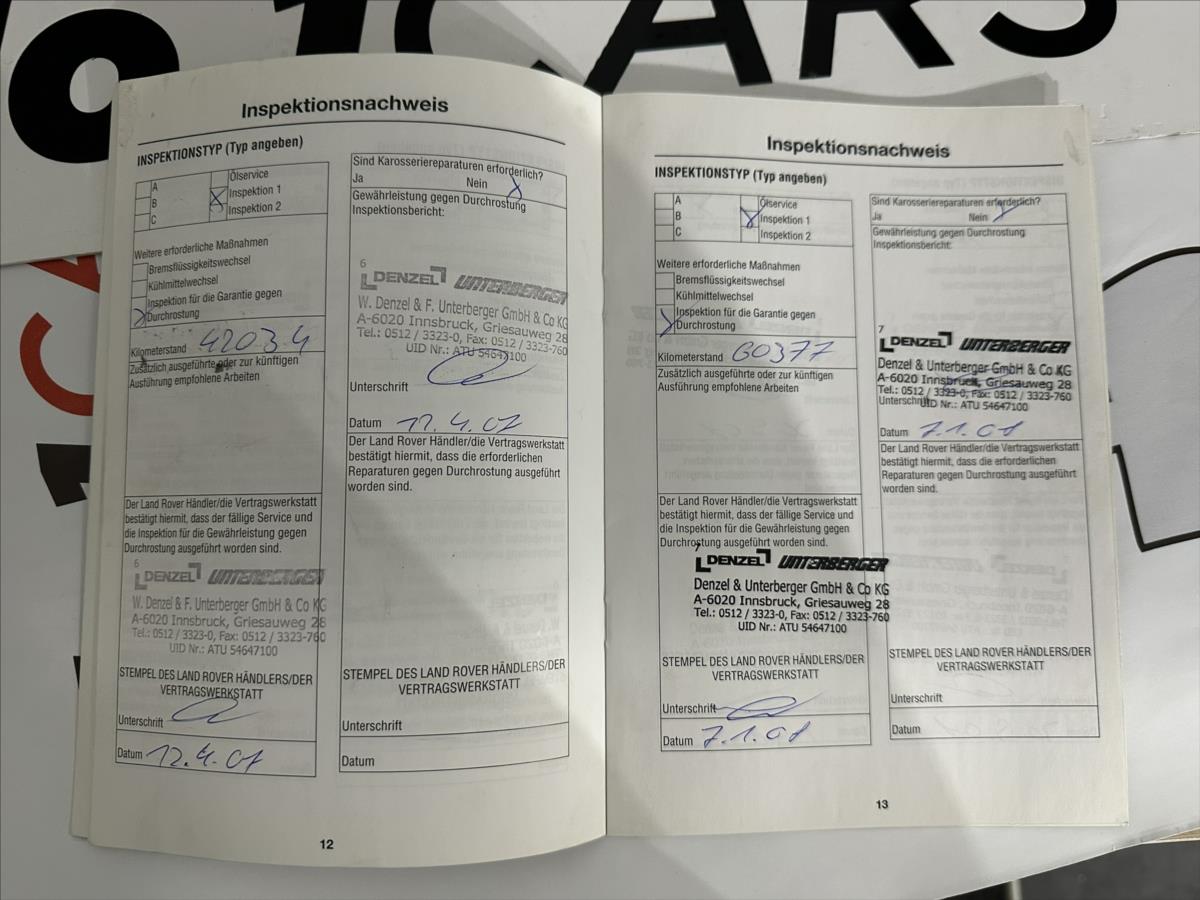 CARS
Inspektionsnachweis
INSPEKTIONSTYP (Typ angeben)
A
B
C
Ölservice
Inspektion 1
Inspektion 2
Weitere erforderliche Maßnahmen
Bremsflüssigkeitswechsel
Kühlmittelwechsel
Inspektion für die Garantie gegen
Durchrostung
Kilometerstand 42034
Zusätzlich ausgeführte oder zur künftigen
Ausführung empfohlene Arbeiten
Der Land Rover Händler/die Vertragswerkstatt
bestätigt hiermit, dass der fällige Service und
die Inspektion für die Gewährleistung gegen
Durchrostung ausgeführt worden sind.
6
DENZEL UNTERBERGER
W. Denzel & F. Unterberger GmbH & Co KG
A-6020 Innsbruck, Griesauweg 28
Tel.: 0512 / 3323-0, Fax: 0512 / 3323-760
UID Nr.: ATU 54647100
STEMPEL DES LAND ROVER HÄNDLERS/DER
VERTRAGSWERKSTATT
Unterschrift
Datum 12.4.07
Sind Karosseriereparaturen erforderlich?
Ja Nein X
Gewährleistung gegen Durchrostung
Inspektionsbericht:
6
DENZEL UNTERBERGER
W. Denzel & F. Unterberger GmbH & Co KG
A-6020 Innsbruck, Griesauweg 28
Tel.: 0512 / 3323-0, Fax: 0512 / 3323-760
UID Nr.: ATU 54647100
Unterschrift
Datum 12.4.07
Der Land Rover Händler/die Vertragswerkstatt
bestätigt hiermit, dass die erforderlichen
Reparaturen gegen Durchrostung ausgeführt
worden sind.
STEMPEL DES LAND ROVER HÄNDLERS/DER
VERTRAGSWERKSTATT
Unterschrift
Datum
12
Inspektionsnachweis
INSPEKTIONSTYP (Typ angeben)
A
B
C
Ölservice
Inspektion 1
Inspektion 2
Weitere erforderliche Maßnahmen
Bremsflüssigkeitswechsel
Kühlmittelwechsel
Inspektion für die Garantie gegen
Durchrostung
Kilometerstand 60377
Zusätzlich ausgeführte oder zur künftigen
Ausführung empfohlene Arbeiten
Der Land Rover Händler/die Vertragswerkstatt
bestätigt hiermit, dass der fällige Service und
die Inspektion für die Gewährleistung gegen
Durchrostung ausgeführt worden sind.
7
DENZEL UNTERBERGER
Denzel & Unterberger GmbH & Co KG
A-6020 Innsbruck, Griesauweg 28
Tel.: 0512 / 3323-0, Fax: 0512 / 3323-760
UID Nr.: ATU 54647100
STEMPEL DES LAND ROVER HÄNDLERS/DER
VERTRAGSWERKSTATT
Unterschrift
Datum 7.1.08
Sind Karosseriereparaturen erforderlich?
Ja Nein X
Gewährleistung gegen Durchrostung
Inspektionsbericht:
7
DENZEL UNTERBERGER
Denzel & Unterberger GmbH & Co KG
A-6020 Innsbruck, Griesauweg 28
Tel.: 0512 / 3323-0, Fax: 0512 / 3323-760
Unterschrift UID Nr.: ATU 54647100
Datum 7.1.08
Der Land Rover Händler/die Vertragswerkstatt
bestätigt hiermit, dass die erforderlichen
Reparaturen gegen Durchrostung ausgeführt
worden sind.
STEMPEL DES LAND ROVER HÄNDLERS/DER
VERTRAGSWERKSTATT
Unterschrift
Datum
13